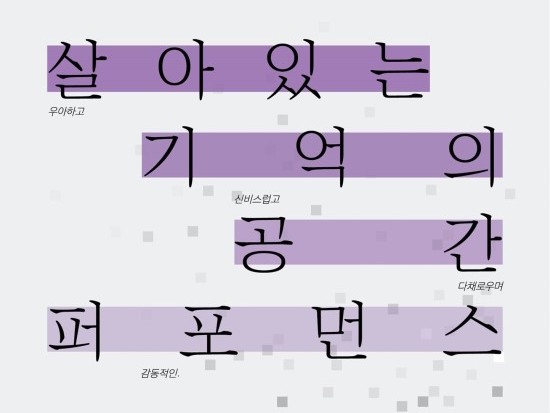 살아있는
우아하고
기억의
신비스럽고
공간
다채로우며
퍼포먼스
감동적인.